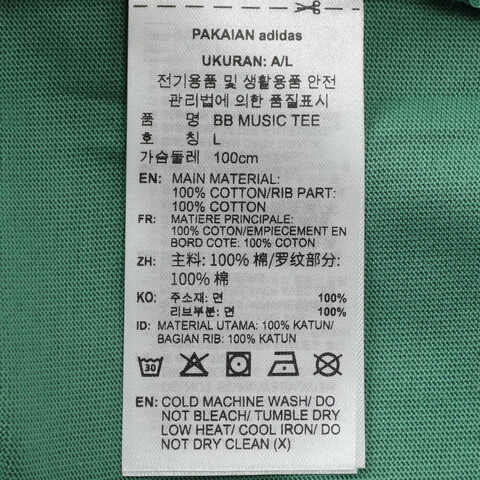 PAKAIAN adidas
UKURAN: A/L
전기용품 및 생활용품 안전
관리법에 의한 품질표시
품 명 BB MUSIC TEE
호 칭 L
가슴둘레 100cm
EN: MAIN MATERIAL:
100% COTTON/RIB PART:
100% COTTON
FR: MATIERE PRINCIPALE:
100% COTON/EMPIECEMENT EN
BORD COTE: 100% COTON
ZH: 主料: 100% 棉/罗纹部分:
100% 棉
KO: 주소재: 면 100%
리브부분: 면 100%
ID: MATERIAL UTAMA: 100% KATUN/
BAGIAN RIB: 100% KATUN
30
EN: COLD MACHINE WASH/ DO
NOT BLEACH/ TUMBLE DRY
LOW HEAT/ COOL IRON/ DO
NOT DRY CLEAN (X)